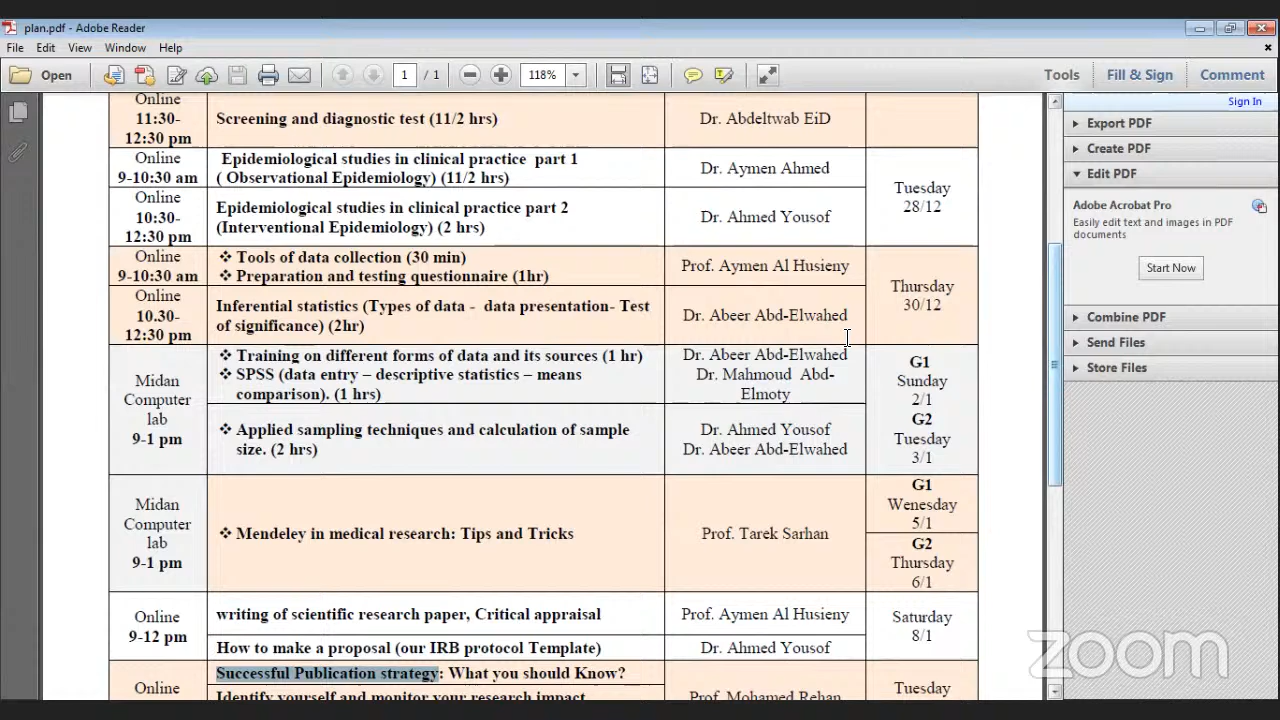 plan.pdf - Adobe Reader
File Edit View Window Help
Open 1 / 1 118% Tools Fill & Sign Comment
Sign In
Export PDF
Create PDF
Edit PDF
Adobe Acrobat Pro
Easily edit text and images in PDF
documents
Start Now
Combine PDF
Send Files
Store Files
Online
11:30-
12:30 pm
Screening and diagnostic test (11/2 hrs)
Dr. Abdeltwab EiD
Online
9-10:30 am
Epidemiological studies in clinical practice part 1
( Observational Epidemiology) (11/2 hrs)
Dr. Aymen Ahmed
Tuesday
28/12
Online
10:30-
12:30 pm
Epidemiological studies in clinical practice part 2
(Interventional Epidemiology) (2 hrs)
Dr. Ahmed Yousof
Online
9-10:30 am
❖ Tools of data collection (30 min)
❖ Preparation and testing questionnaire (1hr)
Prof. Aymen Al Husieny
Thursday
30/12
Online
10.30-
12:30 pm
Inferential statistics (Types of data - data presentation- Test
of significance) (2hr)
Dr. Abeer Abd-Elwahed
Midan
Computer
lab
9-1 pm
❖ Training on different forms of data and its sources (1 hr)
❖ SPSS (data entry – descriptive statistics – means
comparison). (1 hrs)
Dr. Abeer Abd-Elwahed
Dr. Mahmoud Abd-
Elmoty
G1
Sunday
2/1
G2
Tuesday
3/1
❖ Applied sampling techniques and calculation of sample
size. (2 hrs)
Dr. Ahmed Yousof
Dr. Abeer Abd-Elwahed
Midan
Computer
lab
9-1 pm
❖ Mendeley in medical research: Tips and Tricks
Prof. Tarek Sarhan
G1
Wenesday
5/1
G2
Thursday
6/1
Online
9-12 pm
writing of scientific research paper, Critical appraisal
Prof. Aymen Al Husieny
Saturday
8/1
How to make a proposal (our IRB protocol Template)
Dr. Ahmed Yousof
Online
Successful Publication strategy: What you should Know?
Identify yourself and monitor your research impact
Prof. Mohamed Rehan
Tuesday
zoom